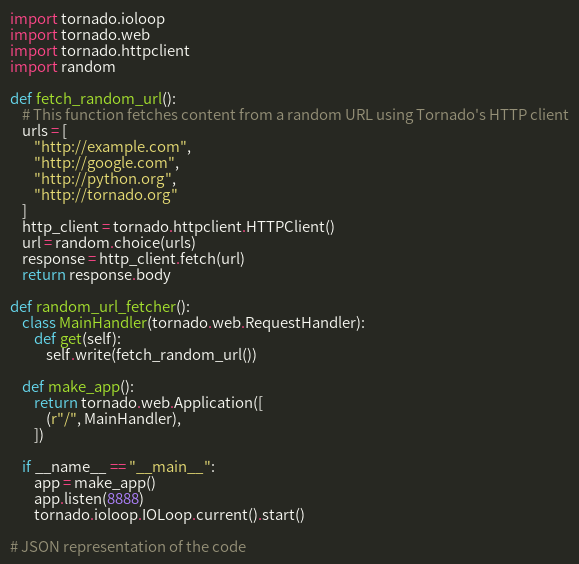 import tornado.ioloop
import tornado.web
import tornado.httpclient
import random
def fetch_random_url():
# This function fetches content from a random URL using Tornado's HTTP client
urls = [
"http://example.com",
"http://google.com",
"http://python.org",
"http://tornado.org"
]
http_client = tornado.httpclient.HTTPClient()
url = random.choice(urls)
response = http_client.fetch(url)
return response.body
def random_url_fetcher():
class MainHandler(tornado.web.RequestHandler):
def get(self):
self.write(fetch_random_url())
def make_app():
return tornado.web.Application([
(r"/", MainHandler),
])
if __name__ == "__main__":
app = make_app()
app.listen(8888)
tornado.ioloop.IOLoop.current().start()
# JSON representation of the code